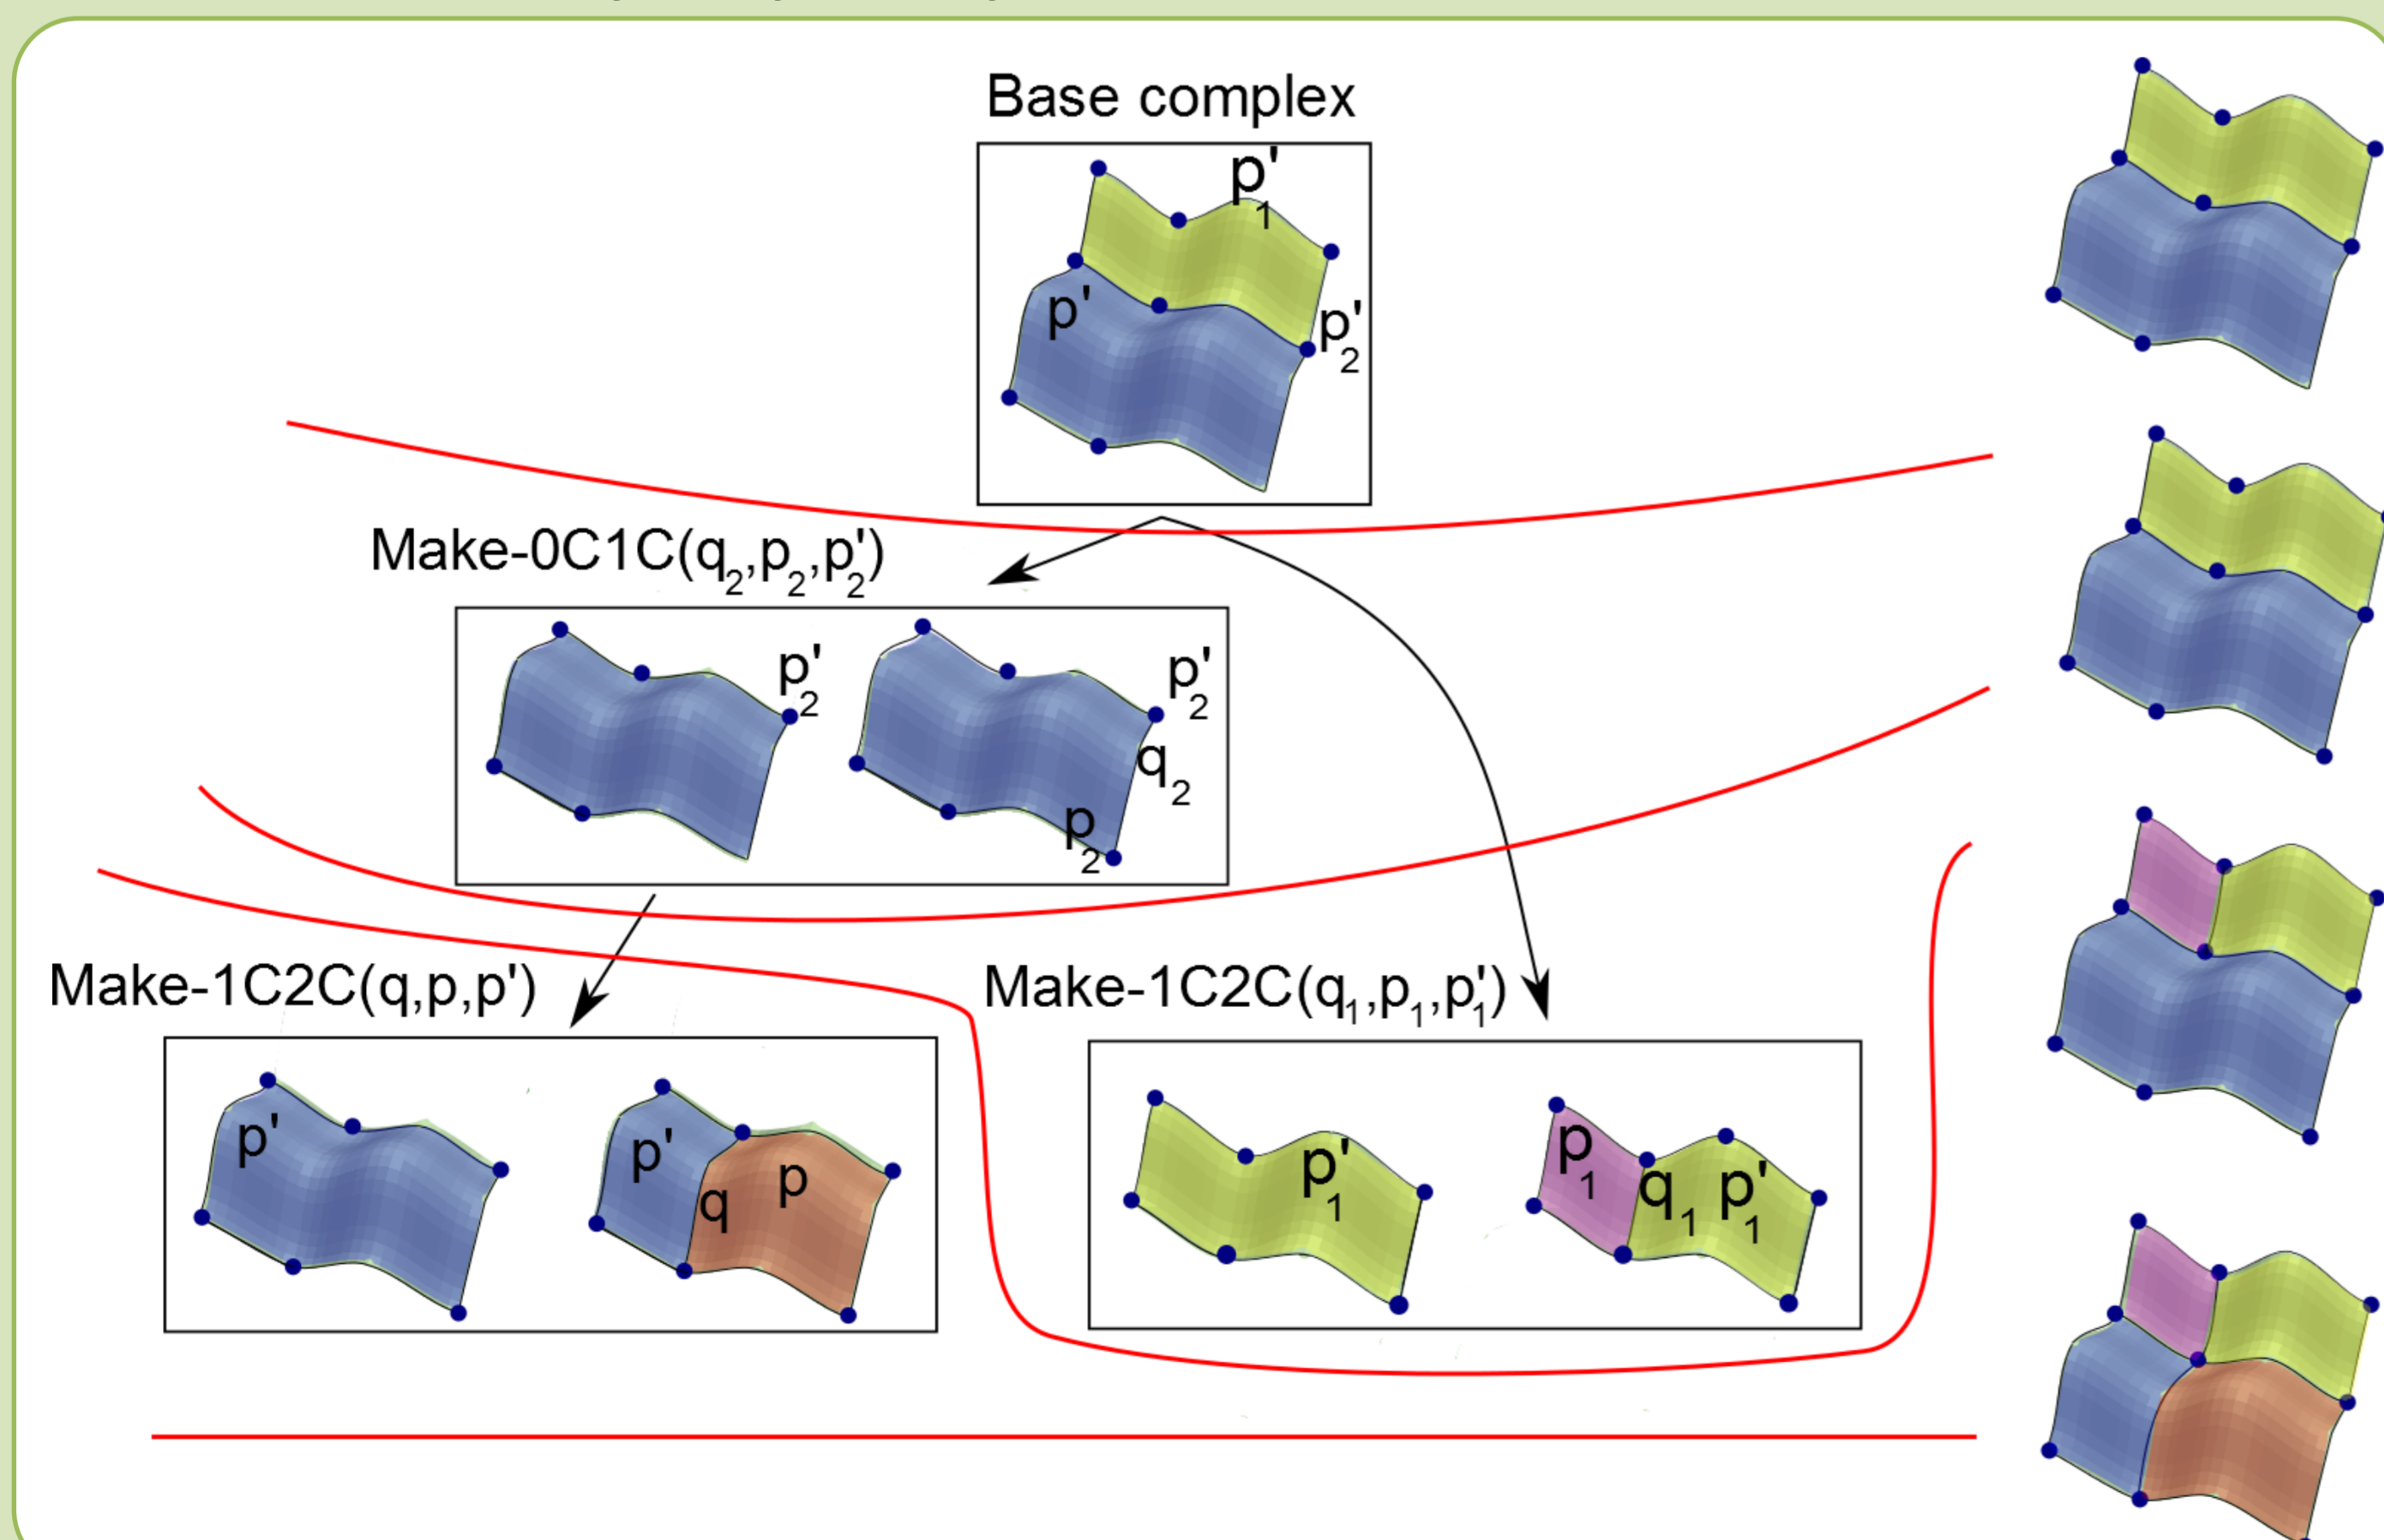 Base complex
p'₁
p'
p'₂
Make-0C1C(q₂,p₂,p'₂)
p'₂
p'₂
q₂
p₂
Make-1C2C(q,p,p')
Make-1C2C(q₁,p₁,p'₁)
p'
p'
q
p
p'₁
p₁
q₁
p'₁